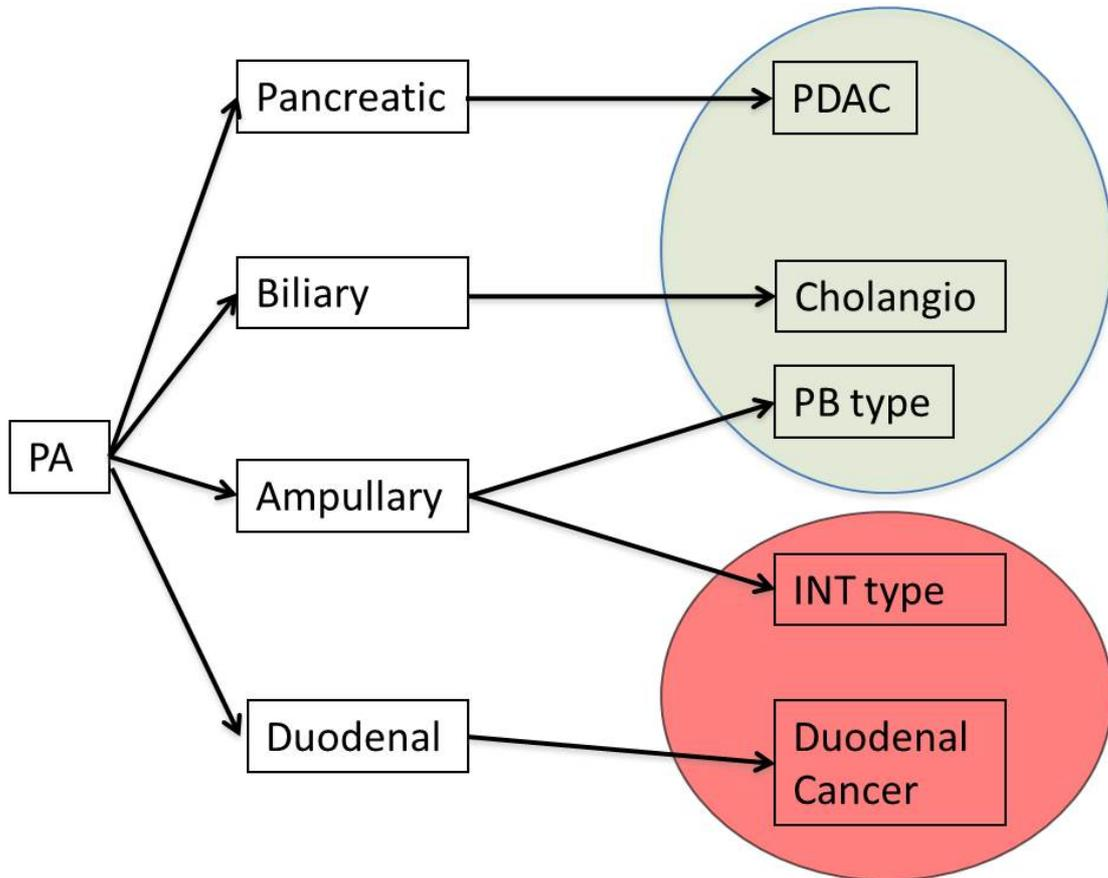 Pancreatic
PDAC
Biliary
Cholangio
PB type
PA
Ampullary
INT type
Duodenal
Duodenal
Cancer